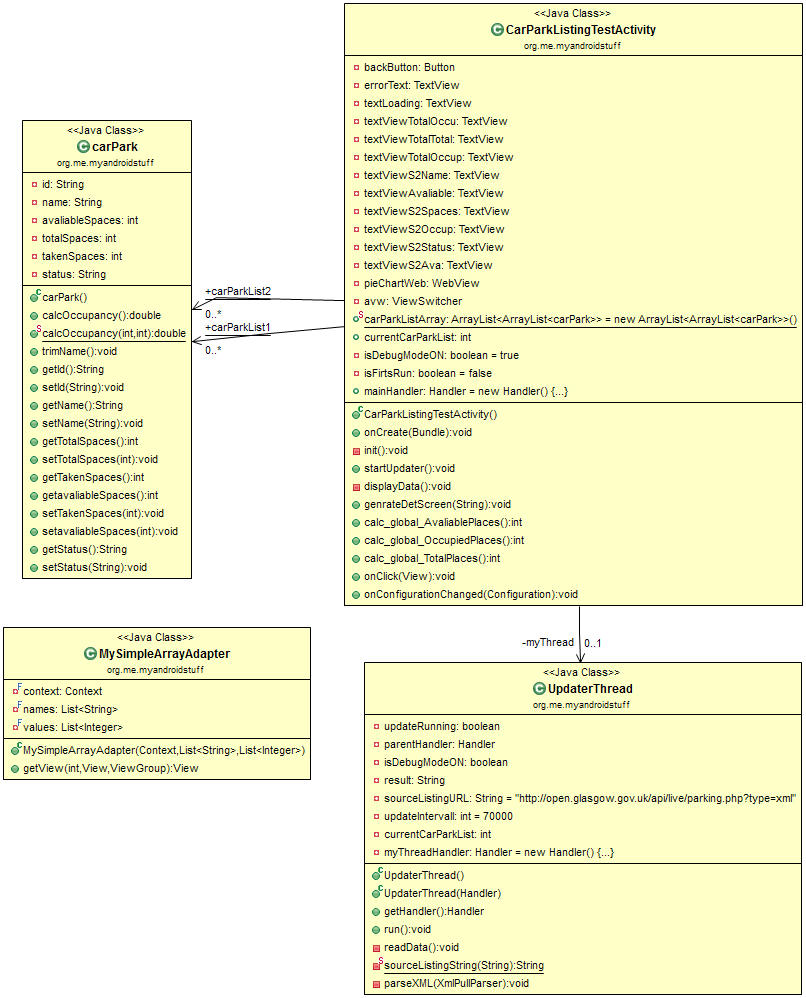 <<Java Class>>
carPark
org.me.myandroidstuff
id: String
name: String
avaliableSpaces: int
totalSpaces: int
takenSpaces: int
status: String
carPark()
calcOccupancy():double
calcOccupancy(int,int):double
trimName():void
getId():String
setId(String):void
getName():String
setName(String):void
getTotalSpaces():int
setTotalSpaces(int):void
getTakenSpaces():int
getavaliableSpaces():int
setTakenSpaces(int):void
setavaliableSpaces(int):void
getStatus():String
setStatus(String):void
+carParkList2
0..*
+carParkList1
0..*
<<Java Class>>
CarParkListingTestActivity
org.me.myandroidstuff
backButton: Button
errorText: TextView
textLoading: TextView
textViewTotalOccu: TextView
textViewTotalTotal: TextView
textViewTotalOccup: TextView
textViewS2Name: TextView
textViewAvaliable: TextView
textViewS2Spaces: TextView
textViewS2Occup: TextView
textViewS2Status: TextView
textViewS2Ava: TextView
pieChartWeb: WebView
avw: ViewSwitcher
carParkListArray: ArrayList<ArrayList<carPark>> = new ArrayList<ArrayList<carPark>>()
currentCarParkList: int
isDebugModeON: boolean = true
isFirtsRun: boolean = false
mainHandler: Handler = new Handler() {...}
CarParkListingTestActivity()
onCreate(Bundle):void
init():void
startUpdater():void
displayData():void
genrateDetScreen(String):void
calc_global_AvaliablePlaces():int
calc_global_OccupiedPlaces():int
calc_global_TotalPlaces():int
onClick(View):void
onConfigurationChanged(Configuration):void
-myThread
0..1
<<Java Class>>
MySimpleArrayAdapter
org.me.myandroidstuff
context: Context
names: List<String>
values: List<Integer>
MySimpleArrayAdapter(Context,List<String>,List<Integer>)
getView(int,View,ViewGroup):View
<<Java Class>>
UpdaterThread
org.me.myandroidstuff
updateRunning: boolean
parentHandler: Handler
isDebugModeON: boolean
result: String
sourceListingURL: String = "http://open.glasgow.gov.uk/api/live/parking.php?type=xml"
updateIntervall: int = 70000
currentCarParkList: int
myThreadHandler: Handler = new Handler() {...}
UpdaterThread()
UpdaterThread(Handler)
getHandler():Handler
run():void
readData():void
sourceListingString(String):String
parseXML(XmlPullParser):void